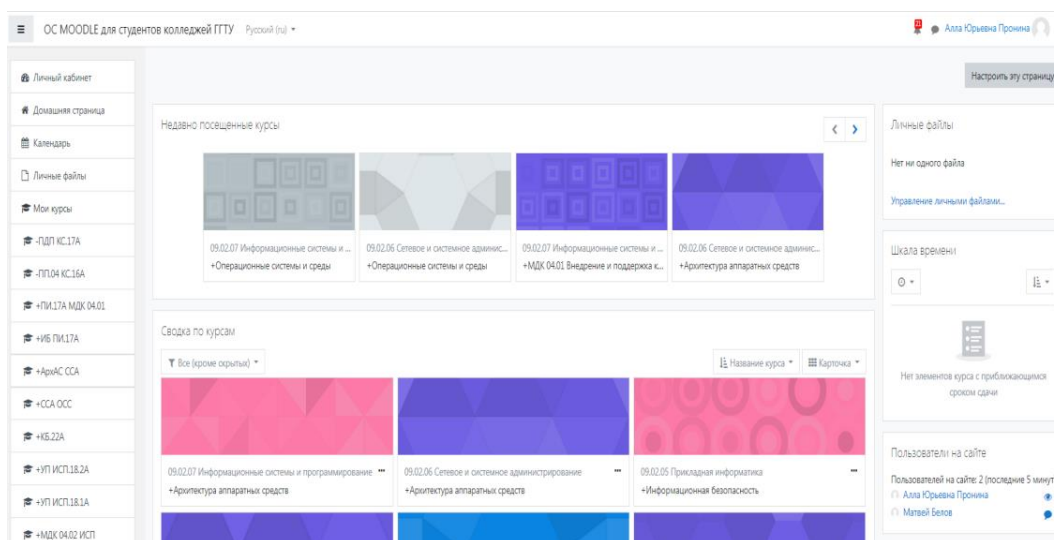 ОС MOODLE для студентов колледжей ГГТУ Русский (ru)
21
Алла Юрьевна Пронина
Настроить эту страницу
Личный кабинет
Домашняя страница
Календарь
Личные файлы
Мои курсы
-ПДП КС.17А
-ПП.04 КС.16А
+ПИ.17А МДК 04.01
+ИБ ПИ.17А
+АрхАС ССА
+ССА ОСС
+КБ.22А
+УП ИСП.18.2А
+УП ИСП.18.1А
+МДК 04.02 ИСП
Недавно посещенные курсы
09.02.07 Информационные системы и ...
+Операционные системы и среды
09.02.06 Сетевое и системное админис...
+Операционные системы и среды
09.02.07 Информационные системы и ...
+МДК 04.01 Внедрение и поддержка к...
09.02.06 Сетевое и системное админис...
+Архитектура аппаратных средств
Сводка по курсам
Все (кроме скрытых)
Название курса
Карточка
09.02.07 Информационные системы и программирование
+Архитектура аппаратных средств
09.02.06 Сетевое и системное администрирование
+Архитектура аппаратных средств
09.02.05 Прикладная информатика
+Информационная безопасность
Личные файлы
Нет ни одного файла
Управление личными файлами...
Шкала времени
Нет элементов курса с приближающимся
сроком сдачи
Пользователи на сайте
Пользователей на сайте: 2 (последние 5 минут
Алла Юрьевна Пронина
Матвей Белов